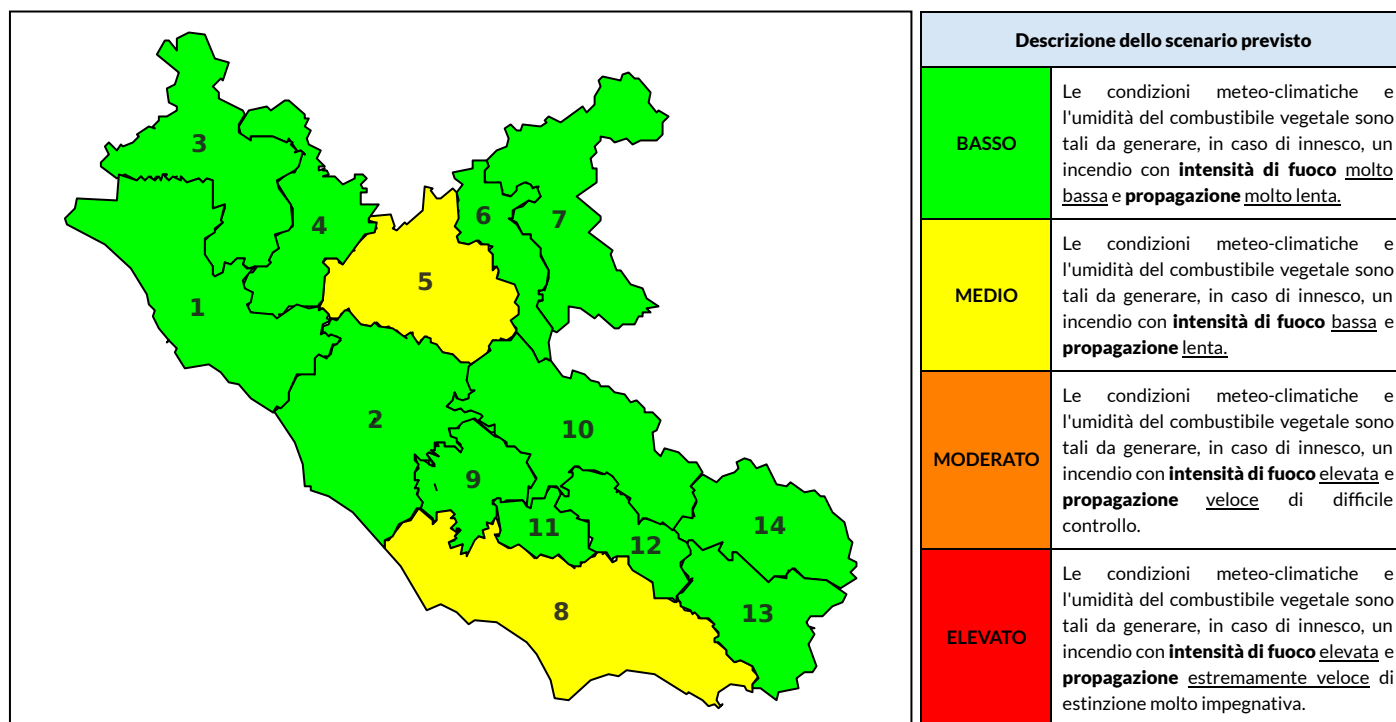 3
4
6
7
5
1
2
10
9
11
12
14
8
13
Descrizione dello scenario previsto
BASSO
Le condizioni meteo-climatiche e
l'umidità del combustibile vegetale sono
tali da generare, in caso di innesco, un
incendio con intensità di fuoco molto
bassa e propagazione molto lenta.
MEDIO
Le condizioni meteo-climatiche e
l'umidità del combustibile vegetale sono
tali da generare, in caso di innesco, un
incendio con intensità di fuoco bassa e
propagazione lenta.
MODERATO
Le condizioni meteo-climatiche e
l'umidità del combustibile vegetale sono
tali da generare, in caso di innesco, un
incendio con intensità di fuoco elevata e
propagazione veloce di difficile
controllo.
ELEVATO
Le condizioni meteo-climatiche e
l'umidità del combustibile vegetale sono
tali da generare, in caso di innesco, un
incendio con intensità di fuoco elevata e
propagazione estremamente veloce di
estinzione molto impegnativa.